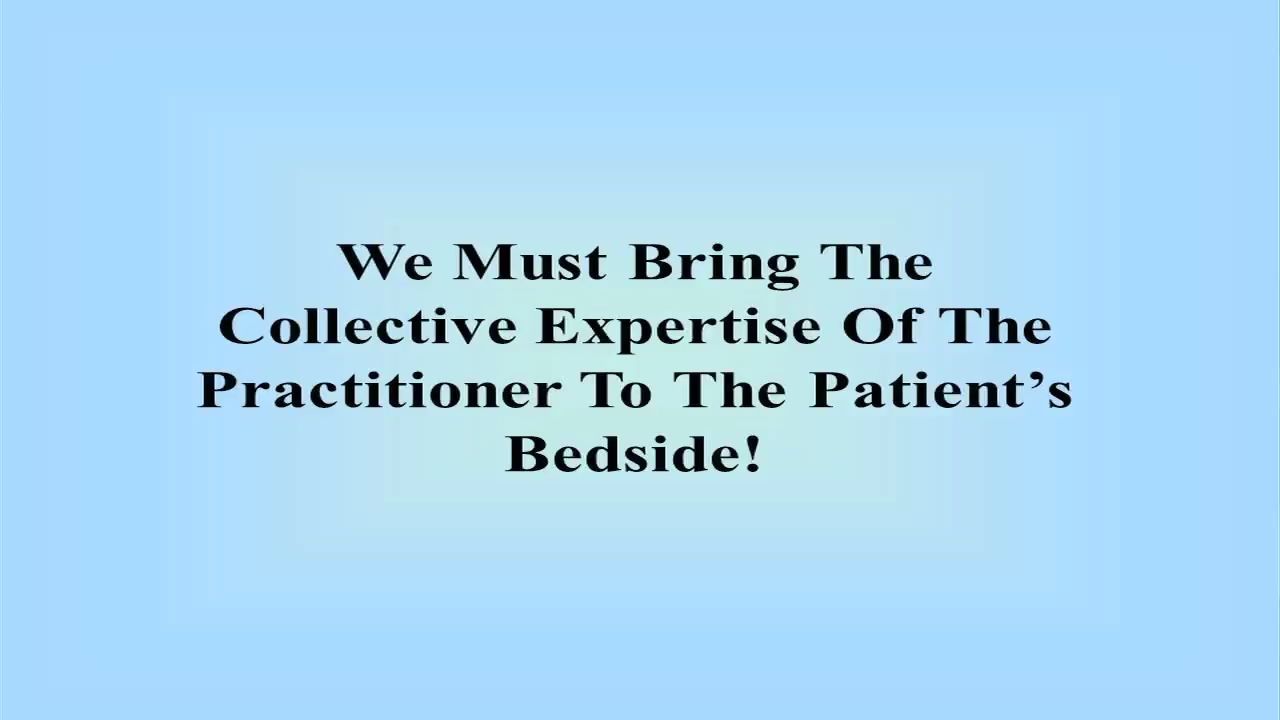 We Must Bring The
Collective Expertise Of The
Practitioner To The Patient’s
Bedside!